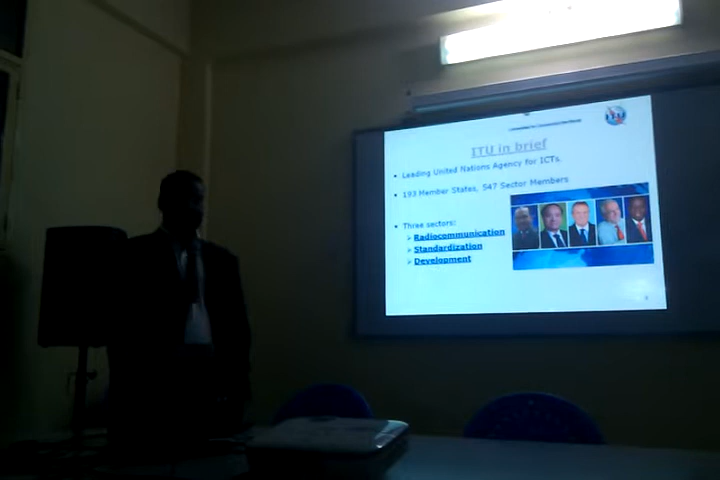 ITU in brief
• Leading United Nations Agency for ICTs.
• 193 Member States, 547 Sector Members
• Three sectors:
➢ Radiocommunication
➢ Standardization
➢ Development